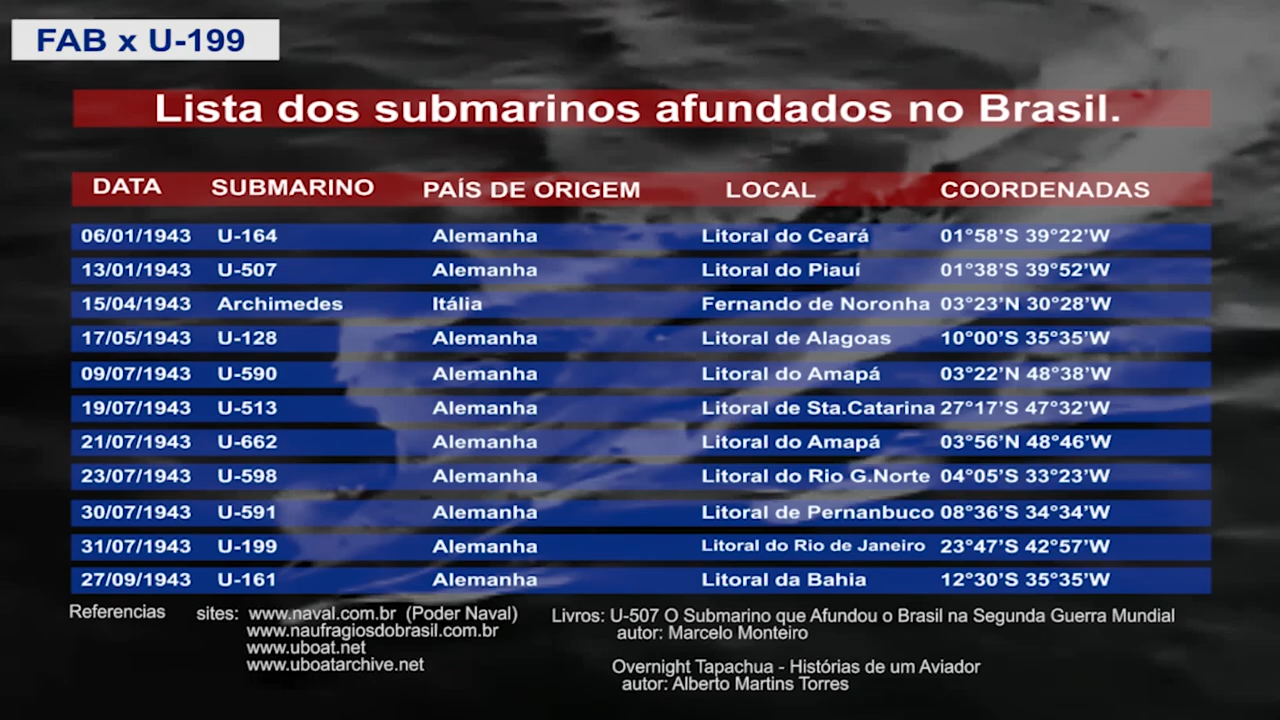 FAB x U-199
Lista dos submarinos afundados no Brasil.
DATA SUBMARINO PAÍS DE ORIGEM LOCAL COORDENADAS
06/01/1943 U-164 Alemanha Litoral do Ceará 01°58'S 39°22'W
13/01/1943 U-507 Alemanha Litoral do Piauí 01°38'S 39°52'W
15/04/1943 Archimedes Itália Fernando de Noronha 03°23'N 30°28'W
17/05/1943 U-128 Alemanha Litoral de Alagoas 10°00'S 35°35'W
09/07/1943 U-590 Alemanha Litoral do Amapá 03°22'N 48°38'W
19/07/1943 U-513 Alemanha Litoral de Sta.Catarina 27°17'S 47°32'W
21/07/1943 U-662 Alemanha Litoral do Amapá 03°56'N 48°46'W
23/07/1943 U-598 Alemanha Litoral do Rio G.Norte 04°05'S 33°23'W
30/07/1943 U-591 Alemanha Litoral de Pernanbuco 08°36'S 34°34'W
31/07/1943 U-199 Alemanha Litoral do Rio de Janeiro 23°47'S 42°57'W
27/09/1943 U-161 Alemanha Litoral da Bahia 12°30'S 35°35'W
Referencias sites: www.naval.com.br (Poder Naval) Livros: U-507 O Submarino que Afundou o Brasil na Segunda Guerra Mundial
www.naufragiosdobrasil.com.br autor: Marcelo Monteiro
www.uboat.net
www.uboatarchive.net Overnight Tapachua - Histórias de um Aviador
autor: Alberto Martins Torres